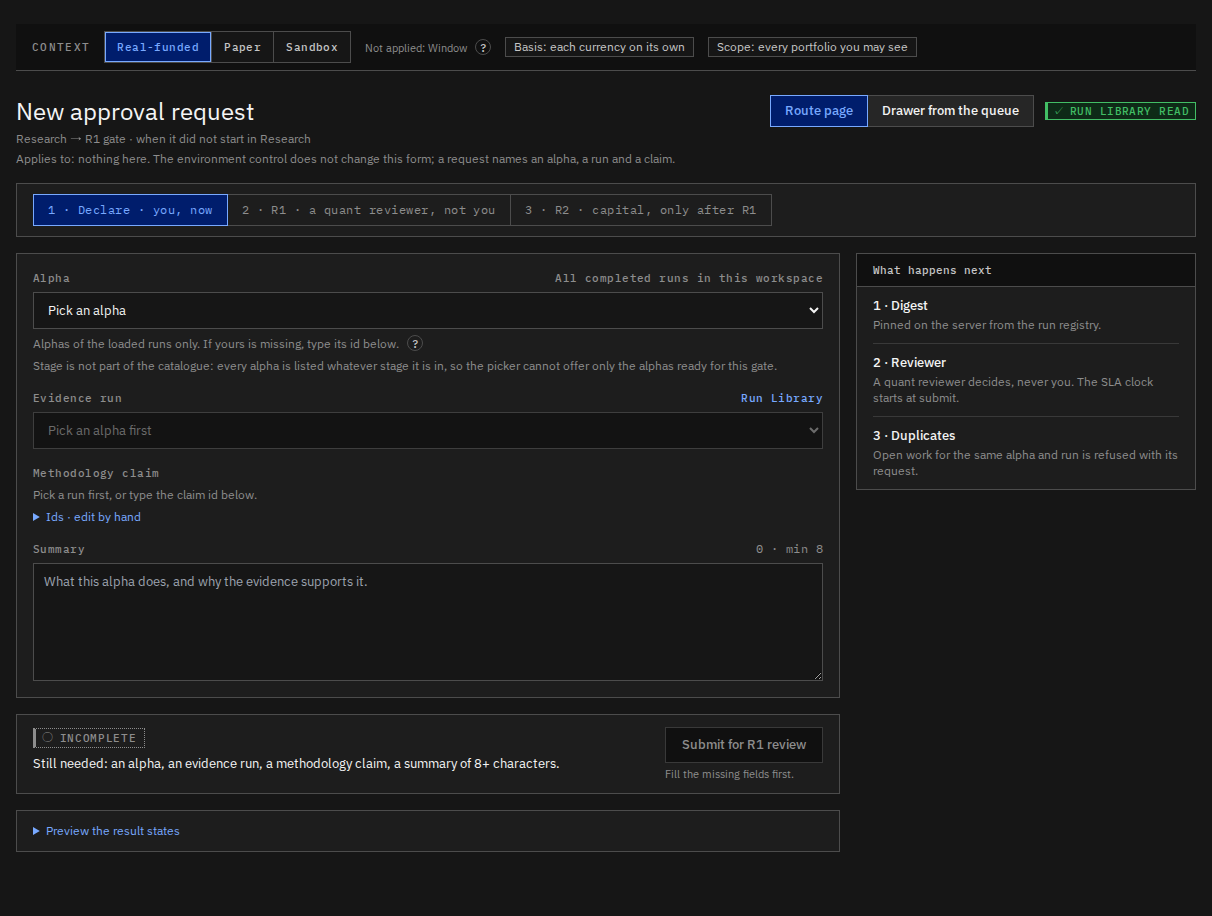 CONTEXT Real-funded Paper Sandbox Not applied: Window ? Basis: each currency on its own Scope: every portfolio you may see
New approval request
Route page Drawer from the queue ✓ RUN LIBRARY READ
Research → R1 gate · when it did not start in Research
Applies to: nothing here. The environment control does not change this form; a request names an alpha, a run and a claim.
1 · Declare · you, now 2 · R1 · a quant reviewer, not you 3 · R2 · capital, only after R1
Alpha All completed runs in this workspace
Pick an alpha
Alphas of the loaded runs only. If yours is missing, type its id below. ?
Stage is not part of the catalogue: every alpha is listed whatever stage it is in, so the picker cannot offer only the alphas ready for this gate.
Evidence run Run Library
Pick an alpha first
Methodology claim
Pick a run first, or type the claim id below.
Ids · edit by hand
Summary 0 · min 8
What this alpha does, and why the evidence supports it.
INCOMPLETE
Still needed: an alpha, an evidence run, a methodology claim, a summary of 8+ characters.
Submit for R1 review
Fill the missing fields first.
Preview the result states
What happens next
1 · Digest
Pinned on the server from the run registry.
2 · Reviewer
A quant reviewer decides, never you. The SLA clock
starts at submit.
3 · Duplicates
Open work for the same alpha and run is refused with its
request.